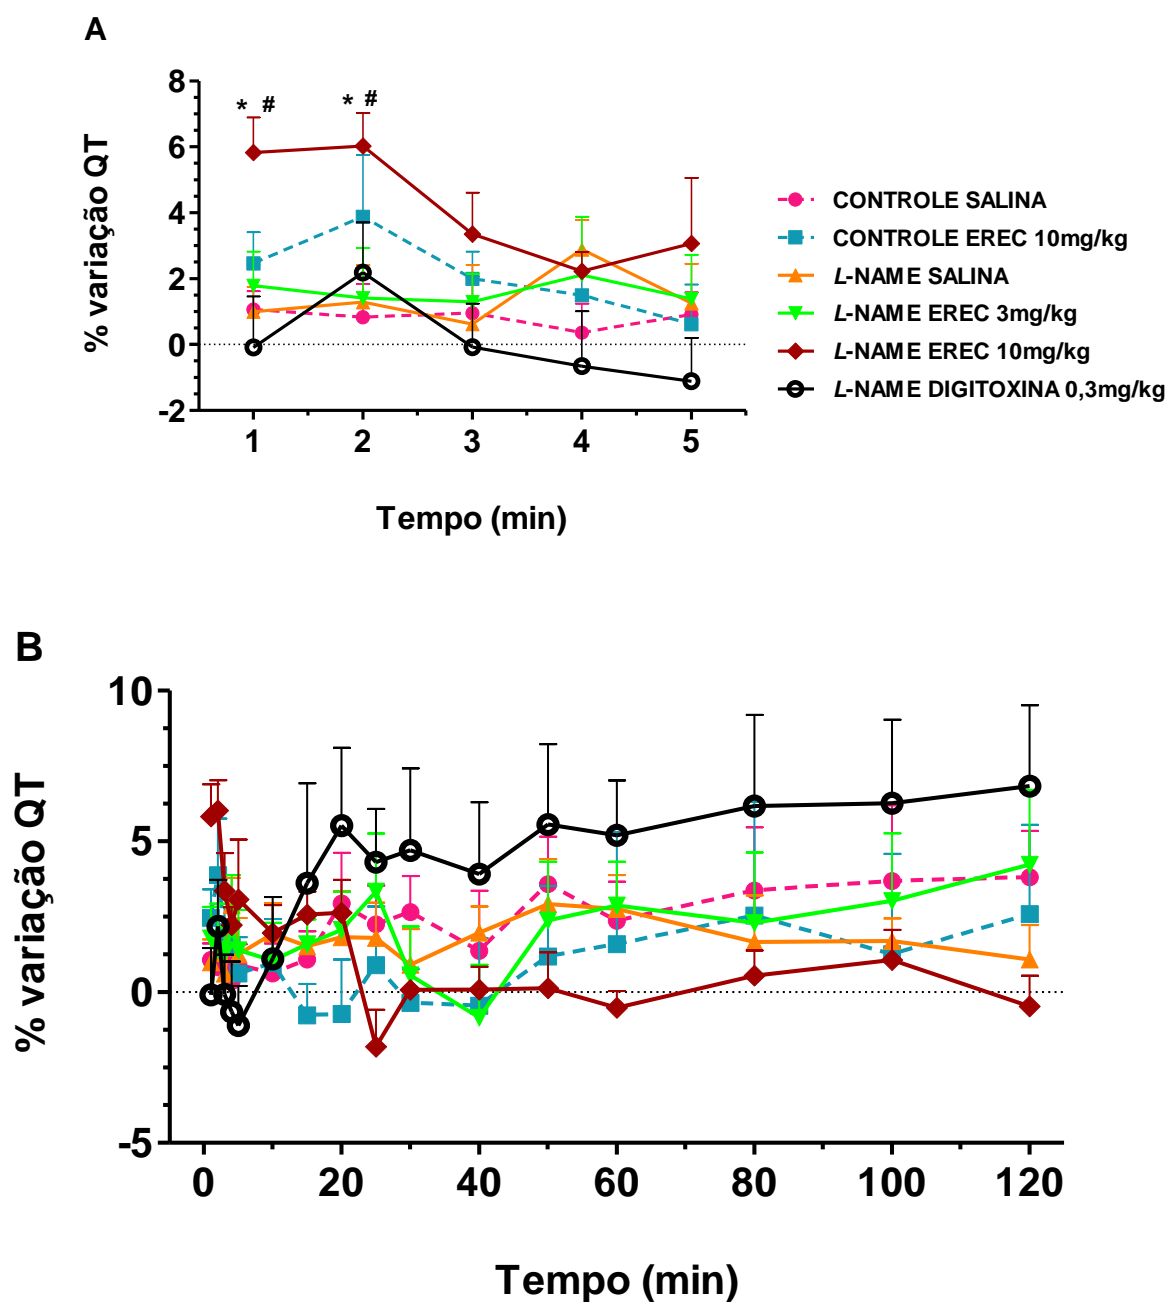 A
% variação QT
8
6
4
2
0
-2
* #
* #
1 2 3 4 5
Tempo (min)
CONTROLE SALINA
CONTROLE EREC 10mg/kg
L-NAME SALINA
L-NAME EREC 3mg/kg
L-NAME EREC 10mg/kg
L-NAME DIGITOXINA 0,3mg/kg
B
% variação QT
10
5
0
-5
0 20 40 60 80 100 120
Tempo (min)